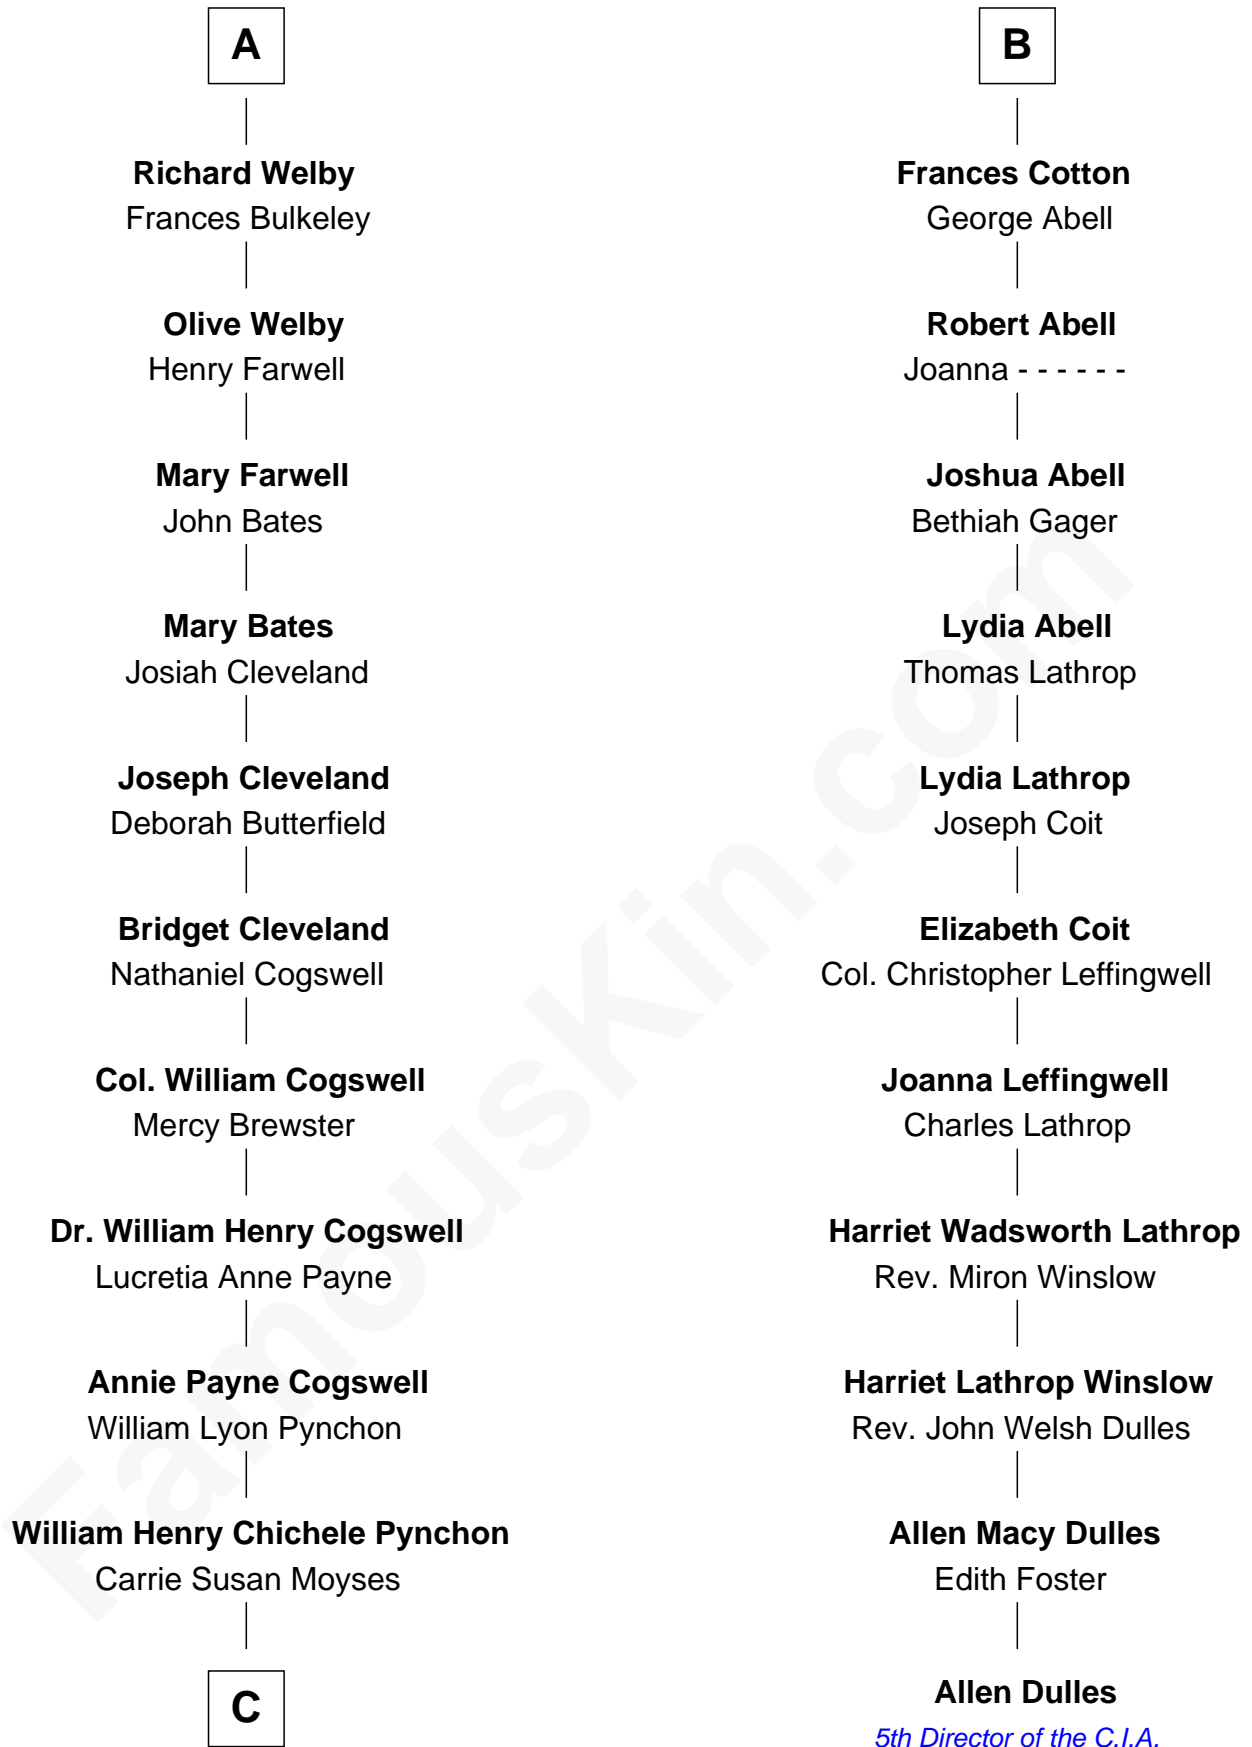 A
Richard Welby
Frances Bulkeley
Olive Welby
Henry Farwell
Mary Farwell
John Bates
Mary Bates
Josiah Cleveland
Joseph Cleveland
Deborah Butterfield
Bridget Cleveland
Nathaniel Cogswell
Col. William Cogswell
Mercy Brewster
Dr. William Henry Cogswell
Lucretia Anne Payne
Annie Payne Cogswell
William Lyon Pynchon
William Henry Chichele Pynchon
Carrie Susan Moyses
C
B
Frances Cotton
George Abell
Robert Abell
Joanna - - - - - -
Joshua Abell
Bethiah Gager
Lydia Abell
Thomas Lathrop
Lydia Lathrop
Joseph Coit
Elizabeth Coit
Col. Christopher Leffingwell
Joanna Leffingwell
Charles Lathrop
Harriet Wadsworth Lathrop
Rev. Miron Winslow
Harriet Lathrop Winslow
Rev. John Welsh Dulles
Allen Macy Dulles
Edith Foster
Allen Dulles
5th Director of the C.I.A.
FamousKin.com